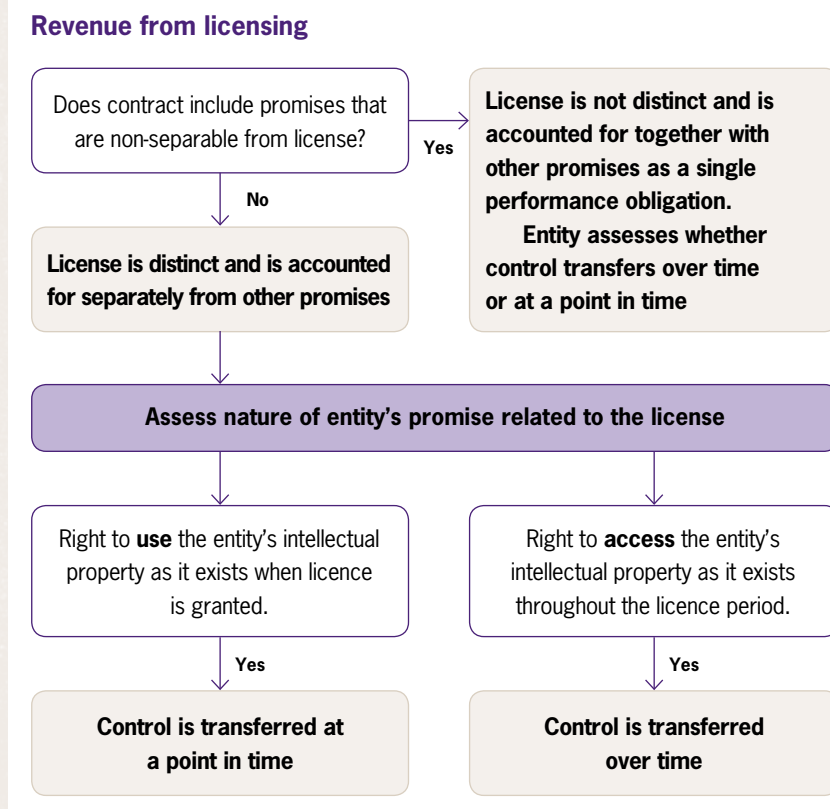 Revenue from licensing
Does contract include promises that
are non-separable from license?
Yes
License is not distinct and is
accounted for together with
other promises as a single
performance obligation.
Entity assesses whether
control transfers over time
or at a point in time
No
License is distinct and is accounted
for separately from other promises
Assess nature of entity’s promise related to the license
Right to use the entity’s intellectual
property as it exists when licence
is granted.
Right to access the entity’s
intellectual property as it exists
throughout the licence period.
Yes
Yes
Control is transferred at
a point in time
Control is transferred
over time